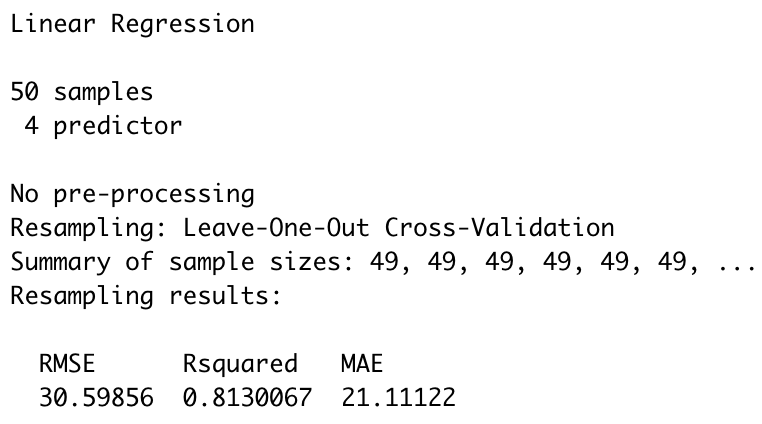 Linear Regression
50 samples
4 predictor
No pre-processing
Resampling: Leave-One-Out Cross-Validation
Summary of sample sizes: 49, 49, 49, 49, 49, 49, ...
Resampling results:
RMSE Rsquared MAE
30.59856 0.8130067 21.11122